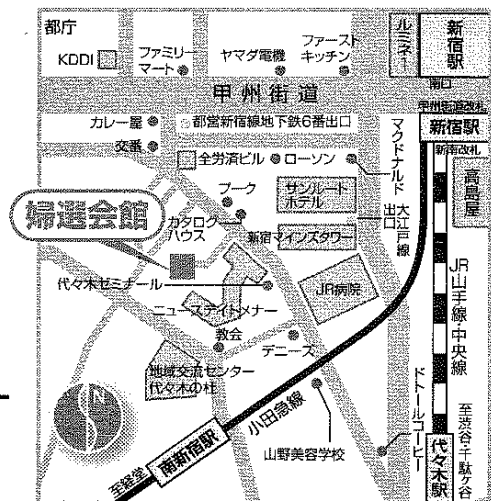 都庁
KDDI
ファミリー
マート
ヤマダ電機
ファースト
キッチン
ルミネ
新宿駅
南口
甲州街道
甲州街道改札
新宿駅
新南改札
カレー屋
都営新宿線地下鉄6番出口
交番
全労済ビル
ローソン
マクドナルド
高島屋
プーク
サンルート
ホテル
大江戸線
出口
婦選会館
カタログ
ハウス
新宿マインズタワー
代々木ゼミナール
JR病院
JR山手線・中央線
ニューステイトメナー
教会
デニーズ
地域交流センター
代々木の杜
N
小田急線
ドトールコーヒー
至渋谷・千駄ヶ谷
南新宿駅
山野美容学校
代々木駅
至経堂